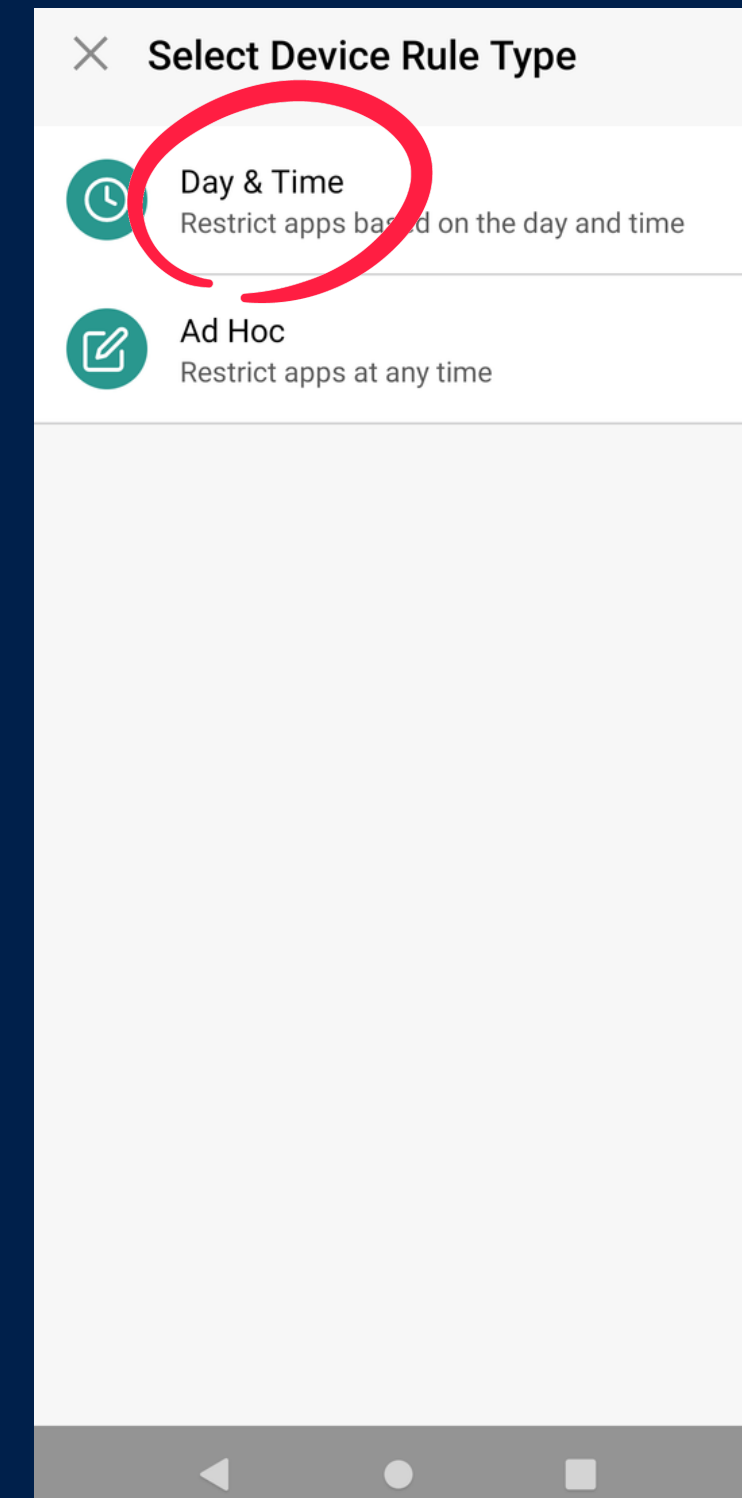 Select Device Rule Type
Day & Time
Restrict apps based on the day and time
Ad Hoc
Restrict apps at any time